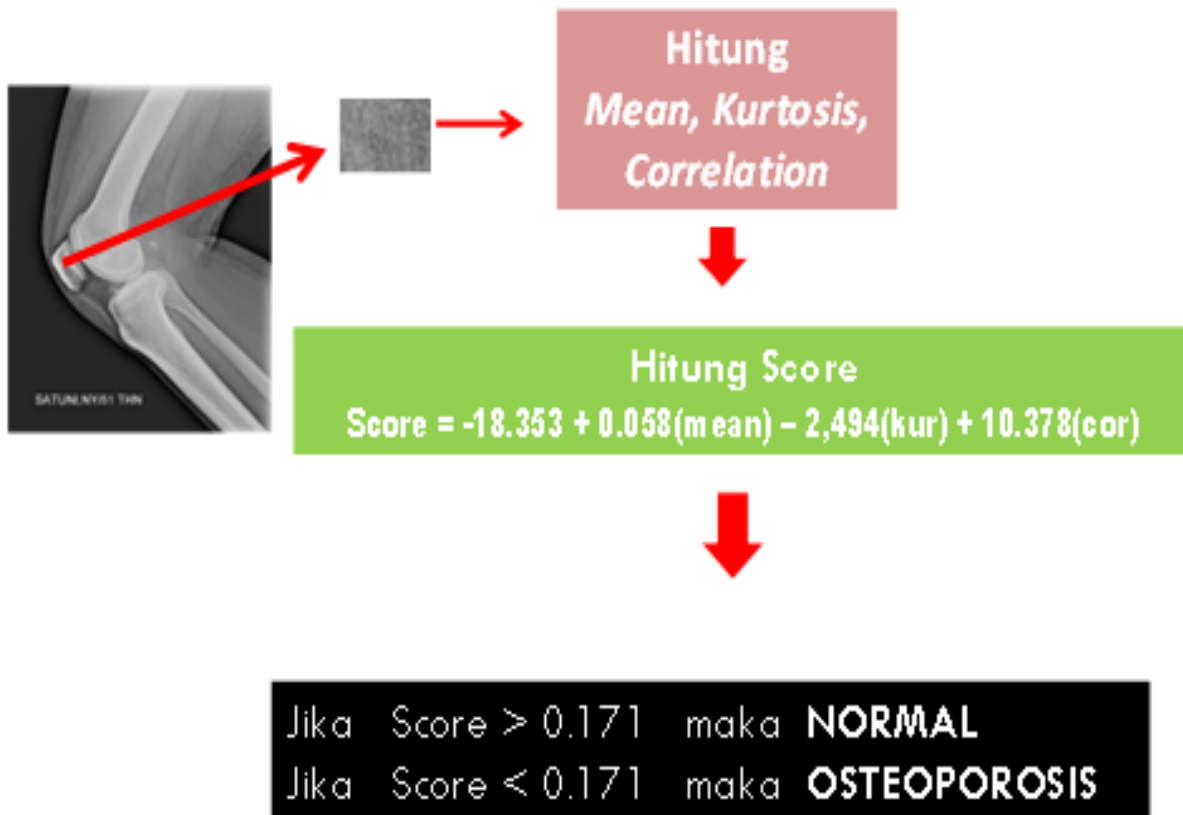 Hitung
Mean, Kurtosis,
Correlation
SATUNI,NY/51 THN
Hitung Score
Score = -18.353 + 0.058(mean) – 2,494(kur) + 10.378(cor)
Jika Score > 0.171 maka NORMAL
Jika Score < 0.171 maka OSTEOPOROSIS